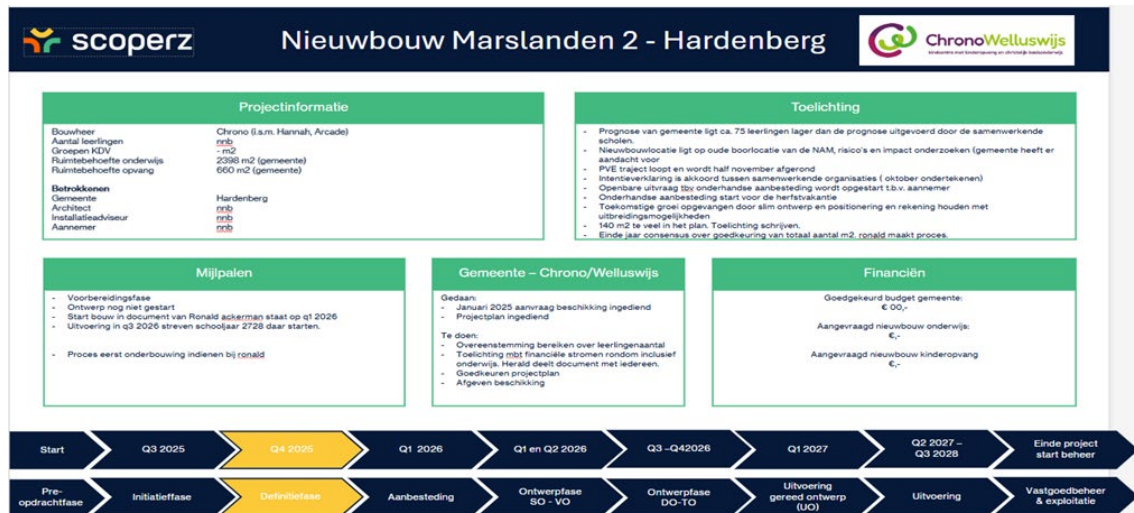 scoperz
Nieuwbouw Marslanden 2 - Hardenberg
ChronoWelluswijs
kindcentra met kinderopvang en christelijk basisonderwijs
Projectinformatie
Bouwheer Chrono (i.s.m. Hannah, Arcade)
Aantal leerlingen nnb
Groepen KDV - m2
Ruimtebehoefte onderwijs 2398 m2 (gemeente)
Ruimtebehoefte opvang 660 m2 (gemeente)
Betrokkenen
Gemeente Hardenberg
Architect nnb
Installatieadviseur nnb
Aannemer nnb
Toelichting
- Prognose van gemeente ligt ca. 75 leerlingen lager dan de prognose uitgevoerd door de samenwerkende
scholen.
- Nieuwbouwlocatie ligt op oude boorlocatie van de NAM, risico's en impact onderzoeken (gemeente heeft er
aandacht voor
- PVE traject loopt en wordt half november afgerond
- Intentieverklaring is akkoord tussen samenwerkende organisaties ( oktober ondertekenen)
- Openbare uitvraag tbv onderhandse aanbesteding wordt opgestart t.b.v. aannemer
- Onderhandse aanbesteding start voor de herfstvakantie
- Toekomstige groei opgevangen door slim ontwerp en positionering en rekening houden met
uitbreidingsmogelijkheden
- 140 m2 te veel in het plan. Toelichting schrijven.
- Einde jaar consensus over goedkeuring van totaal aantal m2. ronald maakt proces.
Mijlpalen
- Voorbereidingsfase
- Ontwerp nog niet gestart
- Start bouw in document van Ronald ackerman staat op q1 2026
- Uitvoering in q3 2026 streven schooljaar 2728 daar starten.
- Proces eerst onderbouwing indienen bij ronald
Gemeente – Chrono/Welluswijs
Gedaan:
- Januari 2025 aanvraag beschikking ingediend
- Projectplan ingediend
Te doen:
- Overeenstemming bereiken over leerlingenaantal
- Toelichting mbt financiële stromen rondom inclusief
onderwijs. Herald deelt document met iedereen.
- Goedkeuren projectplan
- Afgeven beschikking
Financiën
Goedgekeurd budget gemeente:
€ 00,-
Aangevraagd nieuwbouw onderwijs:
€,-
Aangevraagd nieuwbouw kinderopvang
€,-
Start Q3 2025 Q4 2025 Q1 2026 Q1 en Q2 2026 Q3 –Q42026 Q1 2027 Q2 2027 – Q3 2028 Einde project start beheer
Pre-opdrachtfase Initiatieffase Definitiefase Aanbesteding Ontwerpfase SO - VO Ontwerpfase DO-TO Uitvoering gereed ontwerp (UO) Uitvoering Vastgoedbeheer & exploitatie